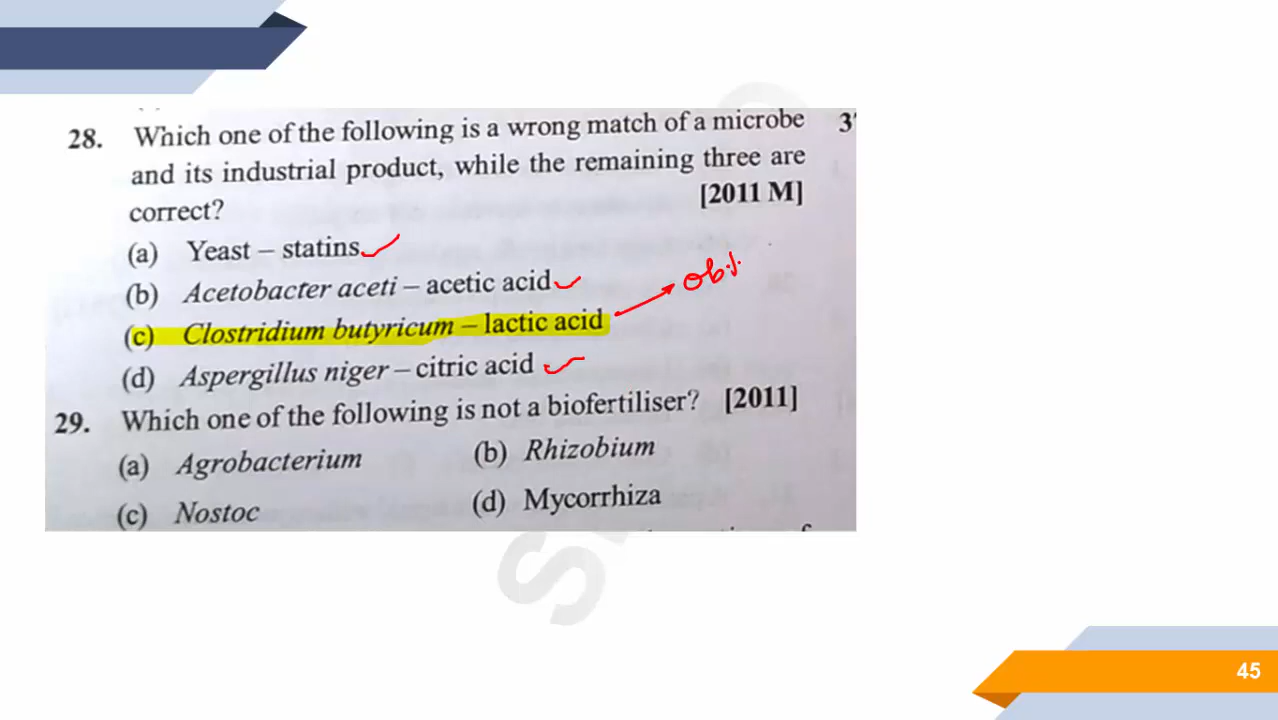 28. Which one of the following is a wrong match of a microbe
and its industrial product, while the remaining three are
correct? [2011 M]
(a) Yeast – statins
(b) Acetobacter aceti – acetic acid
(c) Clostridium butyricum – lactic acid
(d) Aspergillus niger – citric acid
29. Which one of the following is not a biofertiliser? [2011]
(a) Agrobacterium (b) Rhizobium
(c) Nostoc (d) Mycorrhiza
45